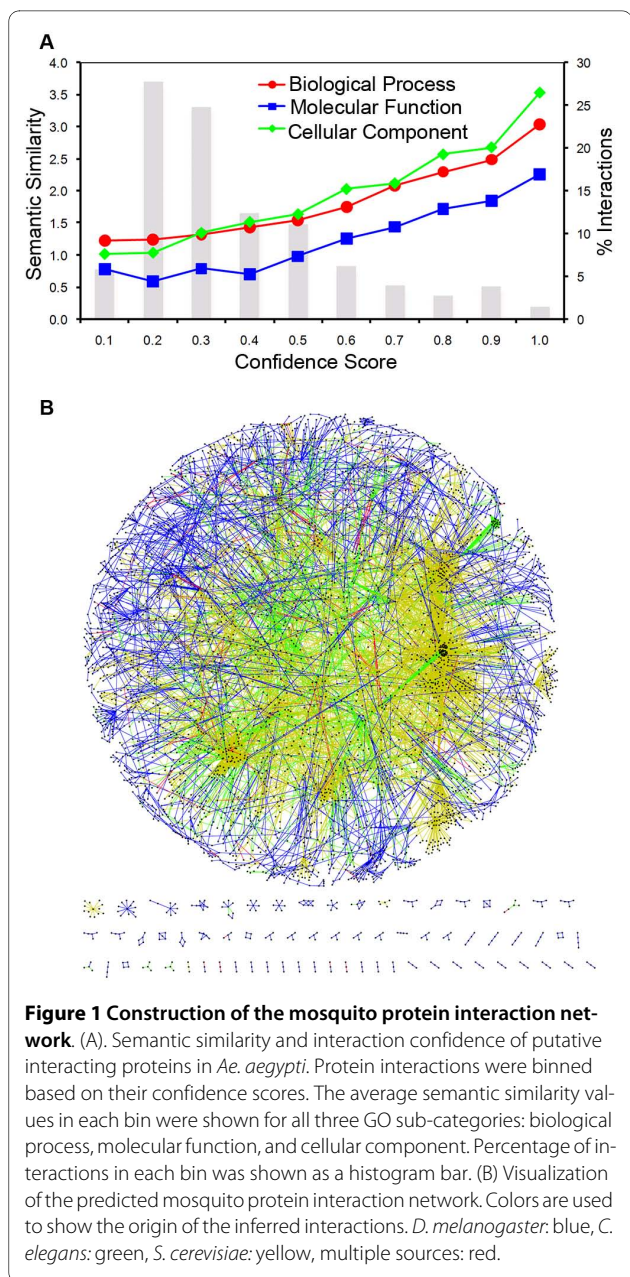 A
4.0
3.5
3.0
2.5
2.0
1.5
1.0
0.5
0.0
Semantic Similarity
Biological Process
Molecular Function
Cellular Component
30
25
20
15
10
5
0
% Interactions
0.1 0.2 0.3 0.4 0.5 0.6 0.7 0.8 0.9 1.0
Confidence Score
B
Figure 1 Construction of the mosquito protein interaction net-
work. (A). Semantic similarity and interaction confidence of putative
interacting proteins in Ae. aegypti. Protein interactions were binned
based on their confidence scores. The average semantic similarity val-
ues in each bin were shown for all three GO sub-categories: biological
process, molecular function, and cellular component. Percentage of in-
teractions in each bin was shown as a histogram bar. (B) Visualization
of the predicted mosquito protein interaction network. Colors are used
to show the origin of the inferred interactions. D. melanogaster: blue, C.
elegans: green, S. cerevisiae: yellow, multiple sources: red.